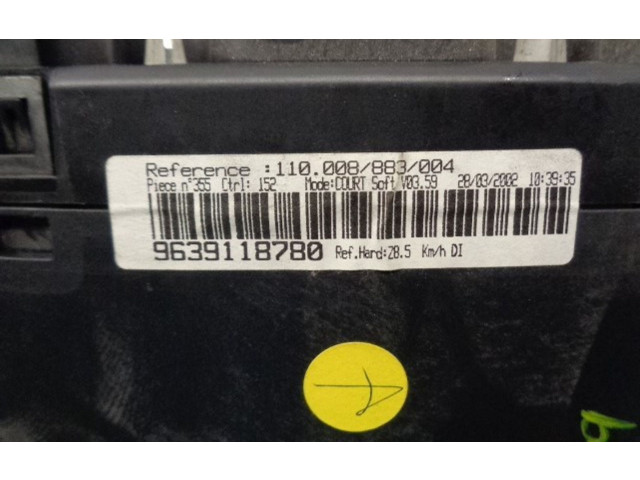 Reference :110.008/883/004
Piece n°355 Ctrl: 152 Mode:COURT Soft V03.59 28/03/2002 10:39:35
9639118780 Ref.Hard:28.5 Km/h DI